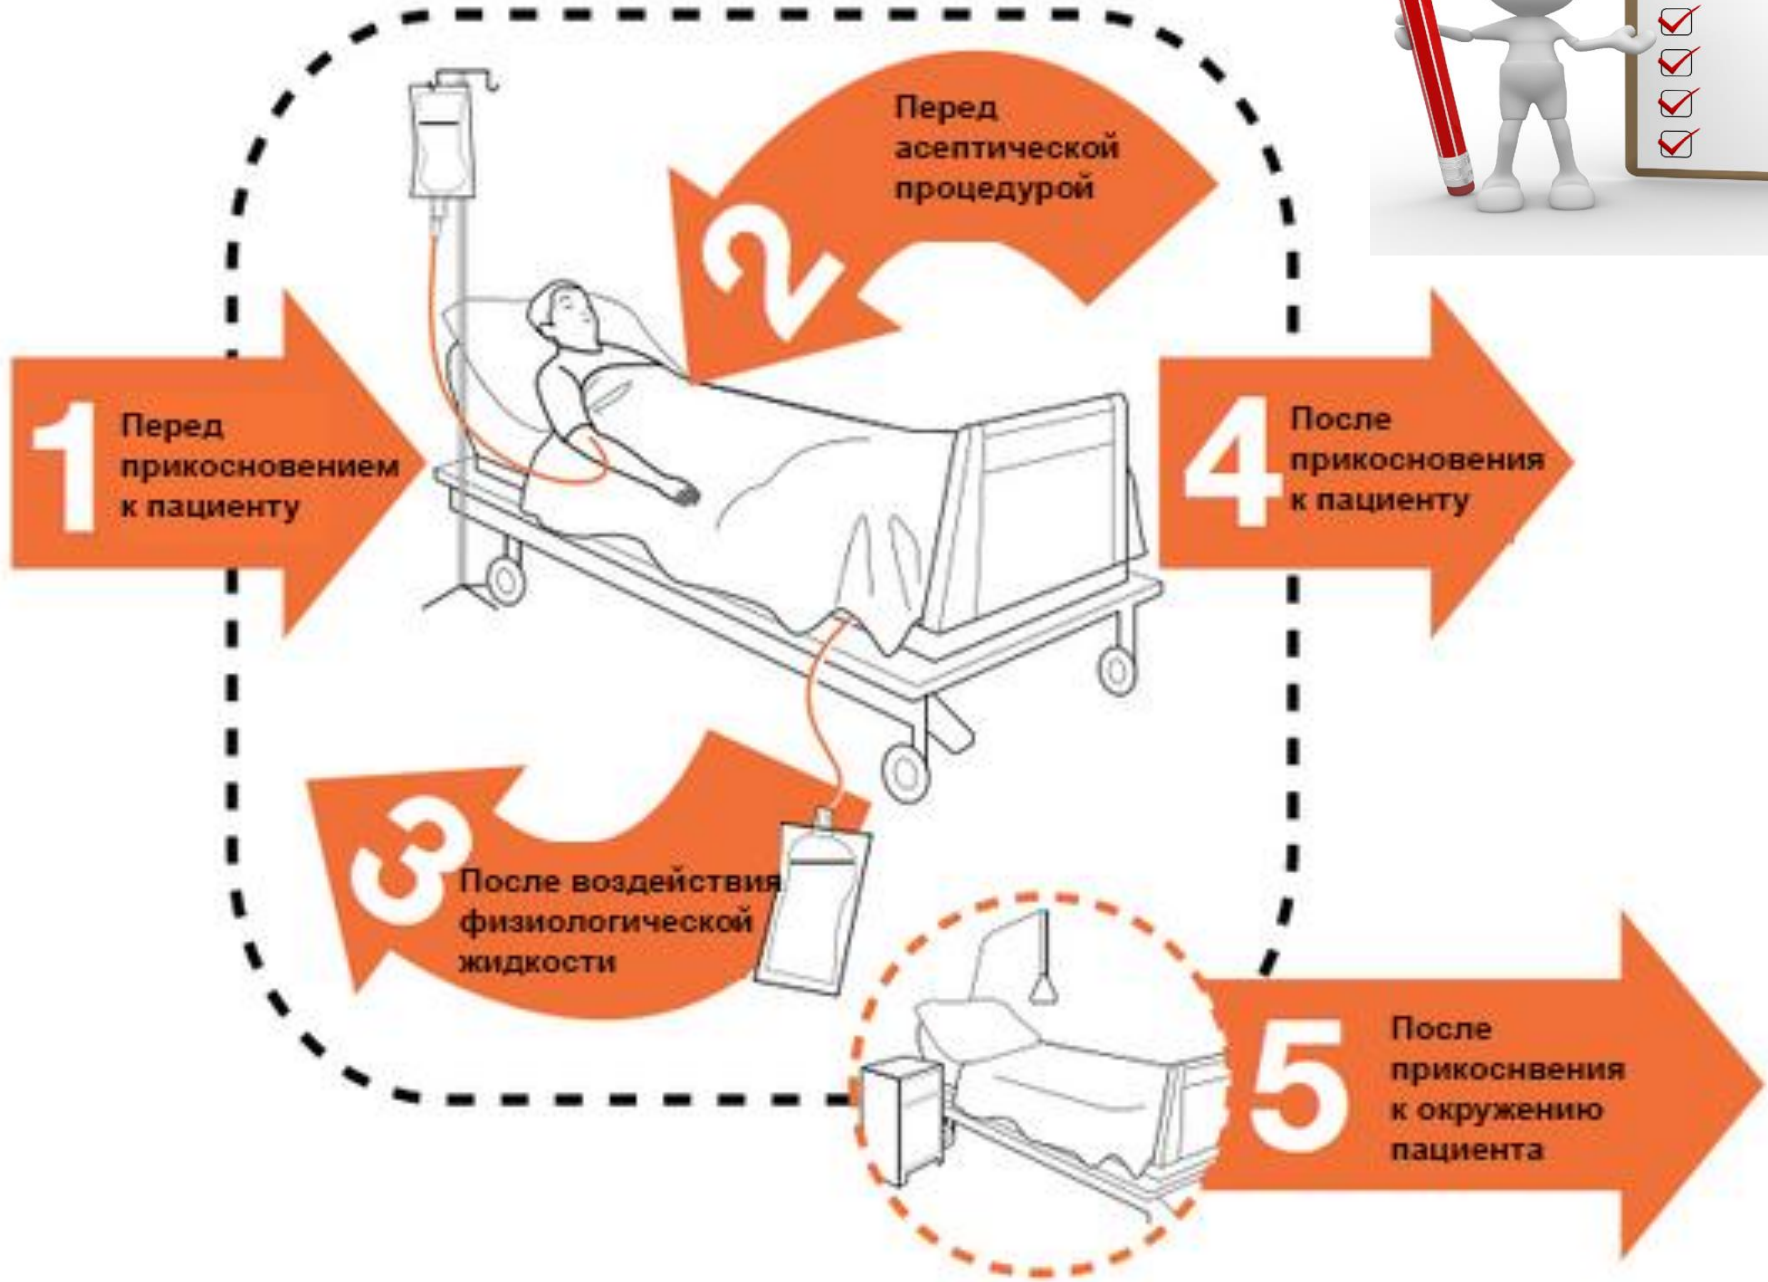 1
Перед
прикосновением
к пациенту
2
Перед
асептической
процедурой
3
После воздействия
физиологической
жидкости
4
После
прикосновения
к пациенту
5
После
прикоснвения
к окружению
пациента